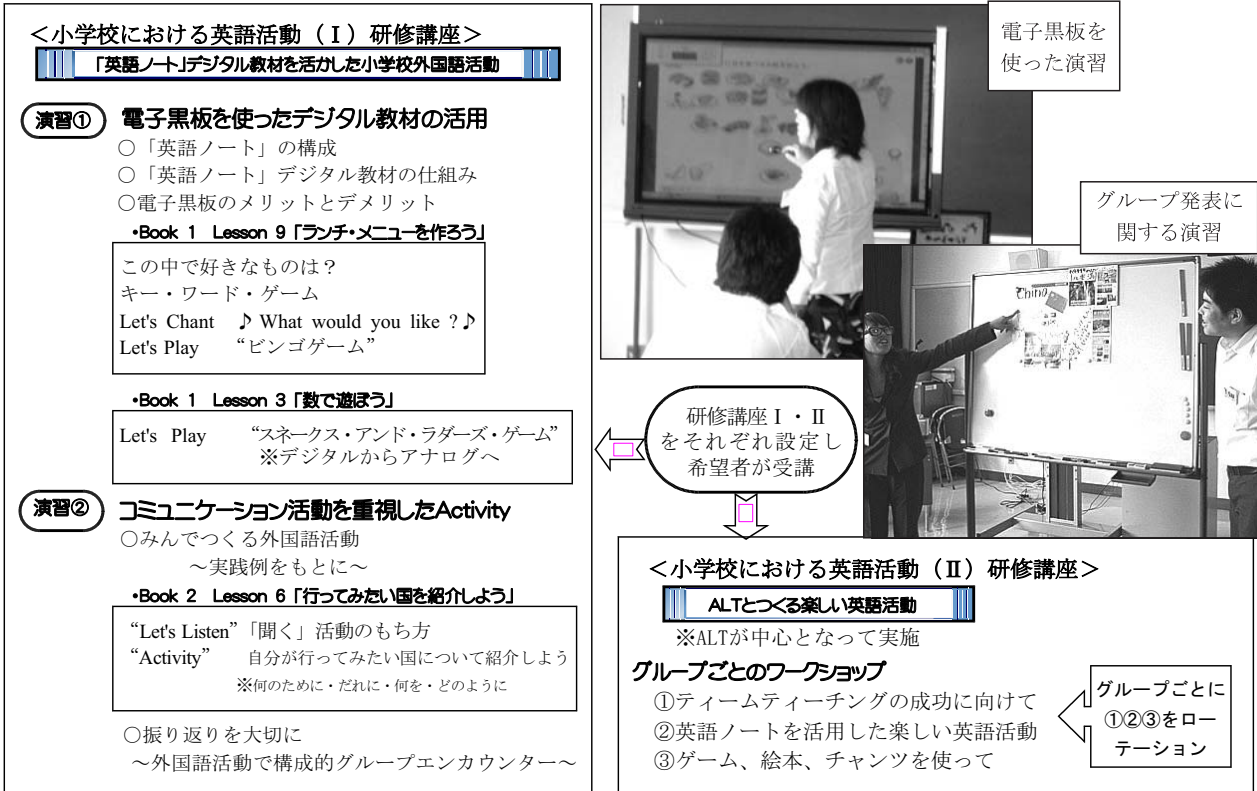 ＜小学校における英語活動（Ⅰ）研修講座＞
「英語ノート」デジタル教材を活かした小学校外国語活動
演習① 電子黒板を使ったデジタル教材の活用
○「英語ノート」の構成
○「英語ノート」デジタル教材の仕組み
○電子黒板のメリットとデメリット
・Book 1 Lesson 9「ランチ・メニューを作ろう」
この中で好きなものは？
キー・ワード・ゲーム
Let's Chant ♪ What would you like ?♪
Let's Play “ビンゴゲーム”
・Book 1 Lesson 3「数で遊ぼう」
Let's Play “スネークス・アンド・ラダーズ・ゲーム”
※デジタルからアナログへ
演習② コミュニケーション活動を重視したActivity
○みんでつくる外国語活動
～実践例をもとに～
・Book 2 Lesson 6「行ってみたい国を紹介しよう」
“Let's Listen”「聞く」活動のもち方
“Activity” 自分が行ってみたい国について紹介しよう
※何のために・だれに・何を・どのように
○振り返りを大切に
～外国語活動で構成的グループエンカウンター～
電子黒板を
使った演習
グループ発表に
関する演習
China
研修講座Ⅰ・Ⅱ
をそれぞれ設定し
希望者が受講
＜小学校における英語活動（Ⅱ）研修講座＞
ALTとつくる楽しい英語活動
※ALTが中心となって実施
グループごとのワークショップ
①ティームティーチングの成功に向けて
②英語ノートを活用した楽しい英語活動
③ゲーム、絵本、チャンツを使って
グループごとに
①②③をロー
テーション